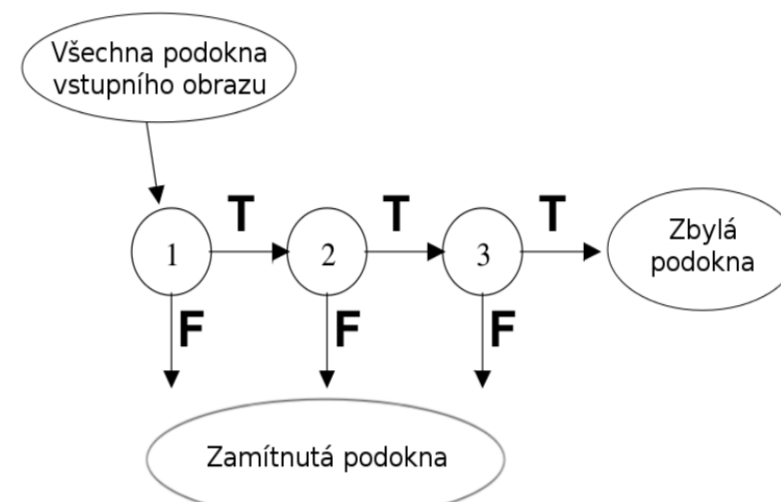 Všechna podokna
vstupního obrazu
T
T
T
1
2
3
Zbylá
podokna
F
F
F
Zamítnutá podokna